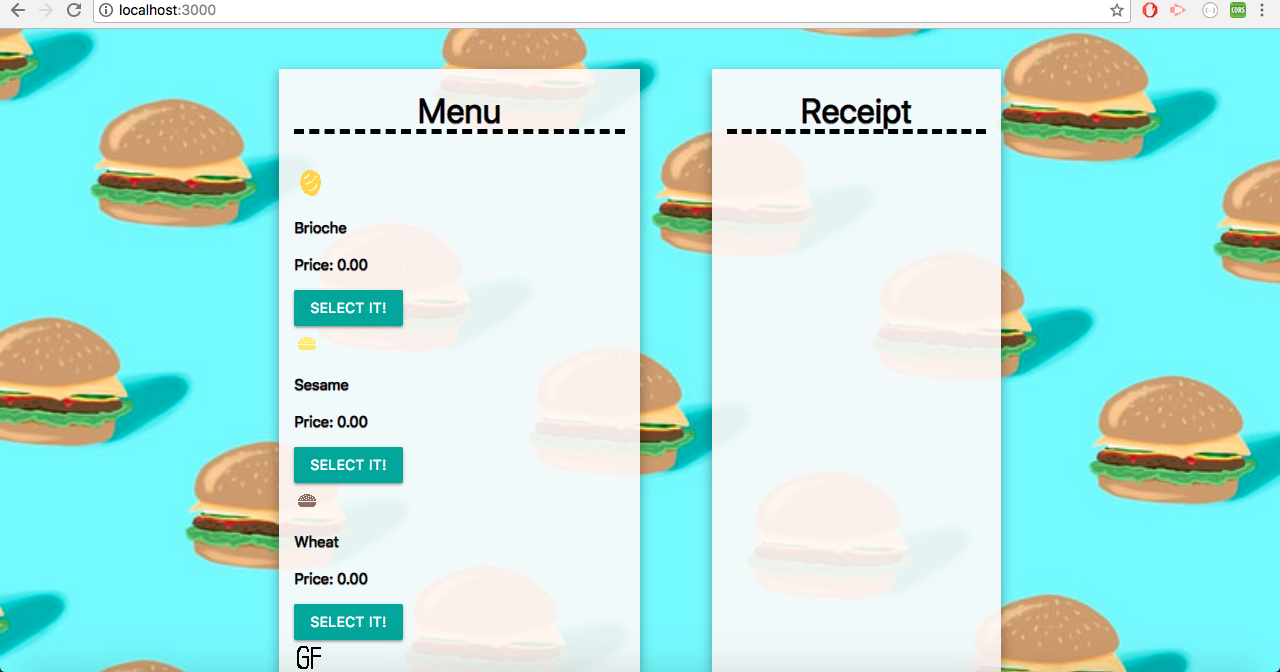 localhost:3000
CORS
Menu
Receipt
Brioche
Price: 0.00
SELECT IT!
Sesame
Price: 0.00
SELECT IT!
Wheat
Price: 0.00
SELECT IT!
GF